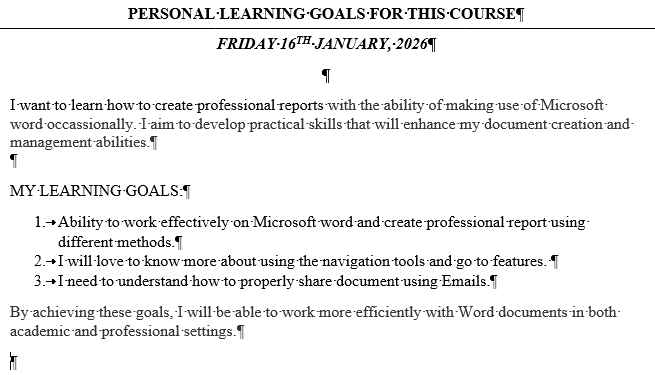 PERSONAL LEARNING GOALS FOR THIS COURSE¶
FRIDAY 16TH JANUARY, 2026¶
¶
I want to learn how to create professional reports with the ability of making use of Microsoft
word occassionally. I aim to develop practical skills that will enhance my document creation and
management abilities.¶
¶
MY LEARNING GOALS:¶
1.→Ability to work effectively on Microsoft word and create professional report using
different methods.¶
2.→I will love to know more about using the navigation tools and go to features. ¶
3.→I need to understand how to properly share document using Emails.¶
By achieving these goals, I will be able to work more efficiently with Word documents in both
academic and professional settings.¶
¶